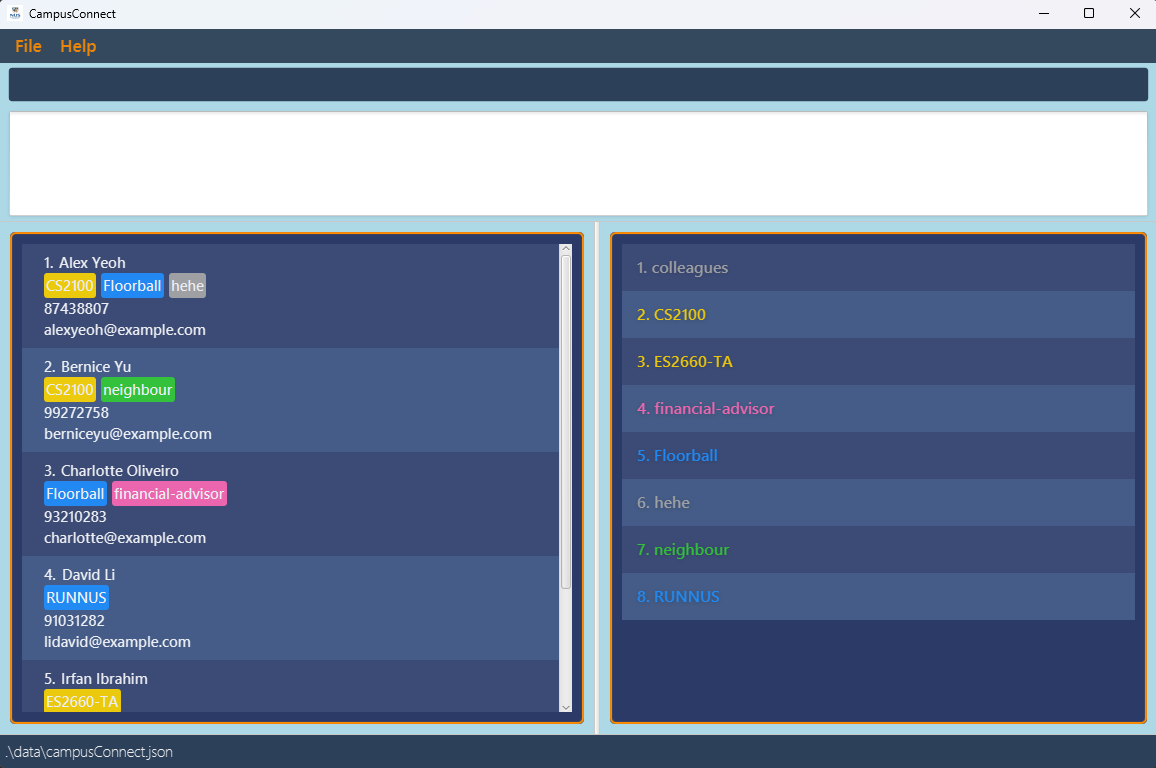 CampusConnect
File Help
1. Alex Yeoh
CS2100 Floorball hehe
87438807
alexyeoh@example.com
2. Bernice Yu
CS2100 neighbour
99272758
berniceyu@example.com
3. Charlotte Oliveiro
Floorball financial-advisor
93210283
charlotte@example.com
4. David Li
RUNNUS
91031282
lidavid@example.com
5. Irfan Ibrahim
ES2660-TA
1. colleagues
2. CS2100
3. ES2660-TA
4. financial-advisor
5. Floorball
6. hehe
7. neighbour
8. RUNNUS
.\data\campusConnect.json